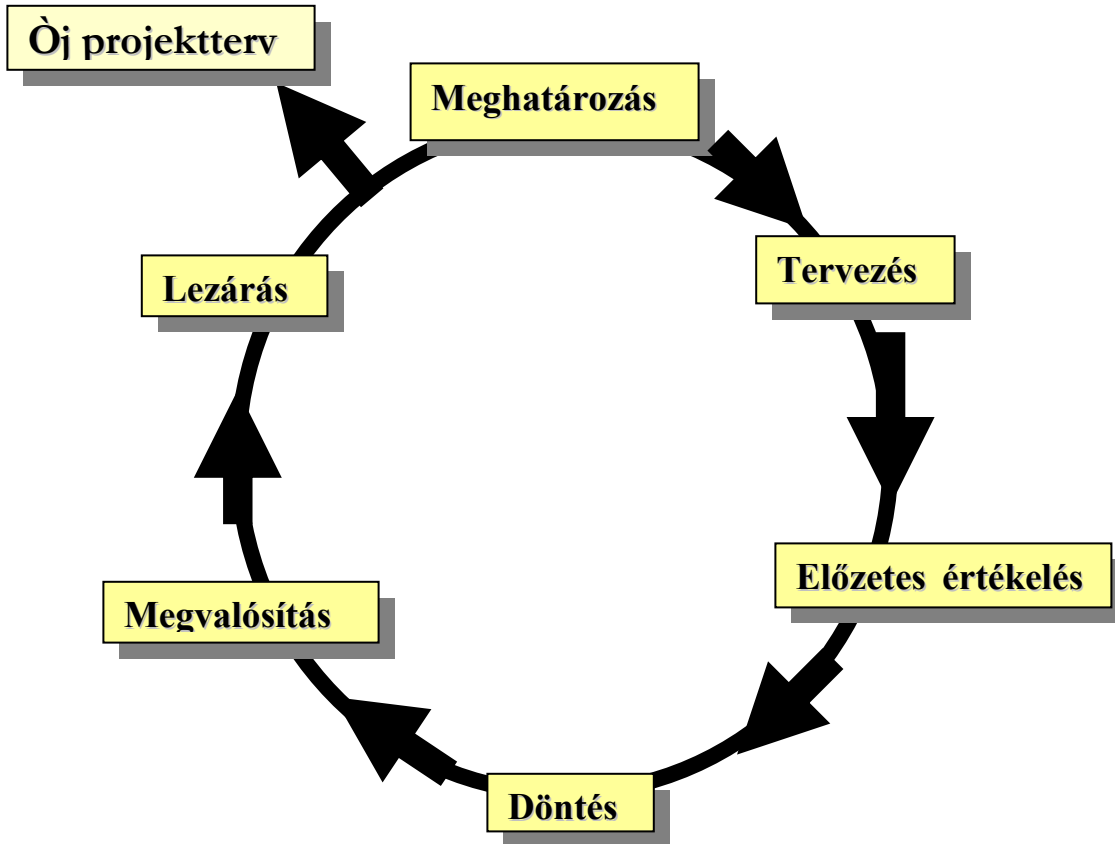 Òj projektterv
Meghatározás
Tervezés
Előzetes értékelés
Döntés
Megvalósítás
Lezárás